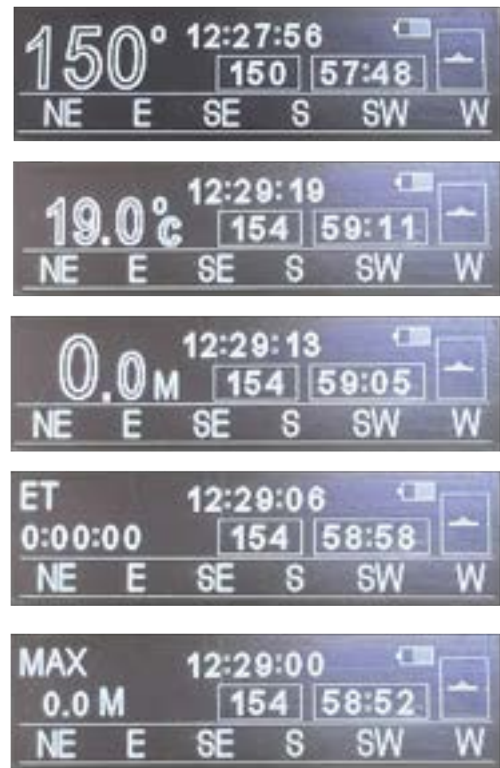 150° 12:27:56
150 57:48
NE E SE S SW W
19.0°C 12:29:19
154 59:11
NE E SE S SW W
0.0 M 12:29:13
154 59:05
NE E SE S SW W
ET 12:29:06
0:00:00 154 58:58
NE E SE S SW W
MAX 12:29:00
0.0 M 154 58:52
NE E SE S SW W